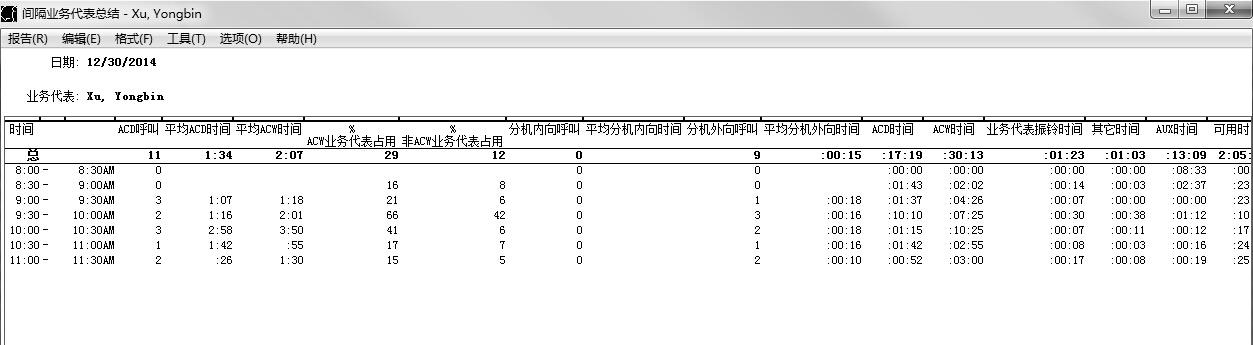 间隔业务代表总结 - Xu, Yongbin
报告(R) 编辑(E) 格式(F) 工具(T) 选项(O) 帮助(H)
日期: 12/30/2014
业务代表: Xu, Yongbin
时间 ACD呼叫 平均ACD时间 平均ACW时间 % ACW业务代表占用 % 非ACW业务代表占用 分机内向呼叫 平均分机内向时间 分机外向呼叫 平均分机外向时间 ACD时间 ACW时间 业务代表振铃时间 其它时间 AUX时间 可用时
总 11 1:34 2:07 29 12 0 9 :00:15 :17:19 :30:13 :01:23 :01:03 :13:09 2:05:
8:00- 8:30AM 0 0 0 :00:00 :00:00 :00:00 :00:00 :08:33 :00
8:30- 9:00AM 0 16 8 0 0 :01:43 :02:02 :00:14 :00:03 :02:37 :23
9:00- 9:30AM 3 1:07 1:18 21 6 0 1 :00:18 :01:37 :04:26 :00:07 :00:00 :00:00 :23
9:30- 10:00AM 2 1:16 2:01 66 42 0 3 :00:16 :10:10 :07:25 :00:30 :00:38 :01:12 :10
10:00- 10:30AM 3 2:58 3:50 41 6 0 2 :00:18 :01:15 :10:25 :00:07 :00:11 :00:12 :17
10:30- 11:00AM 1 1:42 :55 17 7 0 1 :00:16 :01:42 :02:55 :00:08 :00:03 :00:16 :24
11:00- 11:30AM 2 :26 1:30 15 5 0 2 :00:10 :00:52 :03:00 :00:17 :00:08 :00:19 :25